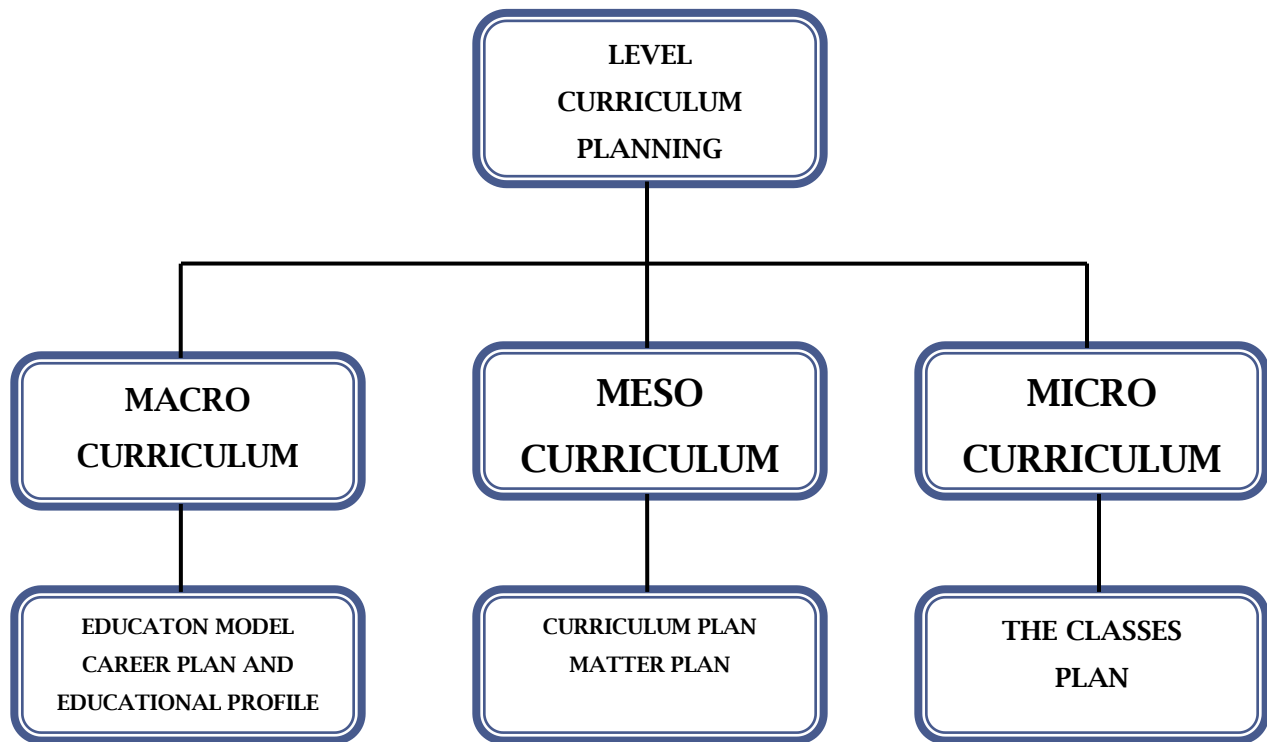 LEVEL
CURRICULUM
PLANNING
MACRO
CURRICULUM
MESO
CURRICULUM
MICRO
CURRICULUM
EDUCATON MODEL
CAREER PLAN AND
EDUCATIONAL PROFILE
CURRICULUM PLAN
MATTER PLAN
THE CLASSES
PLAN